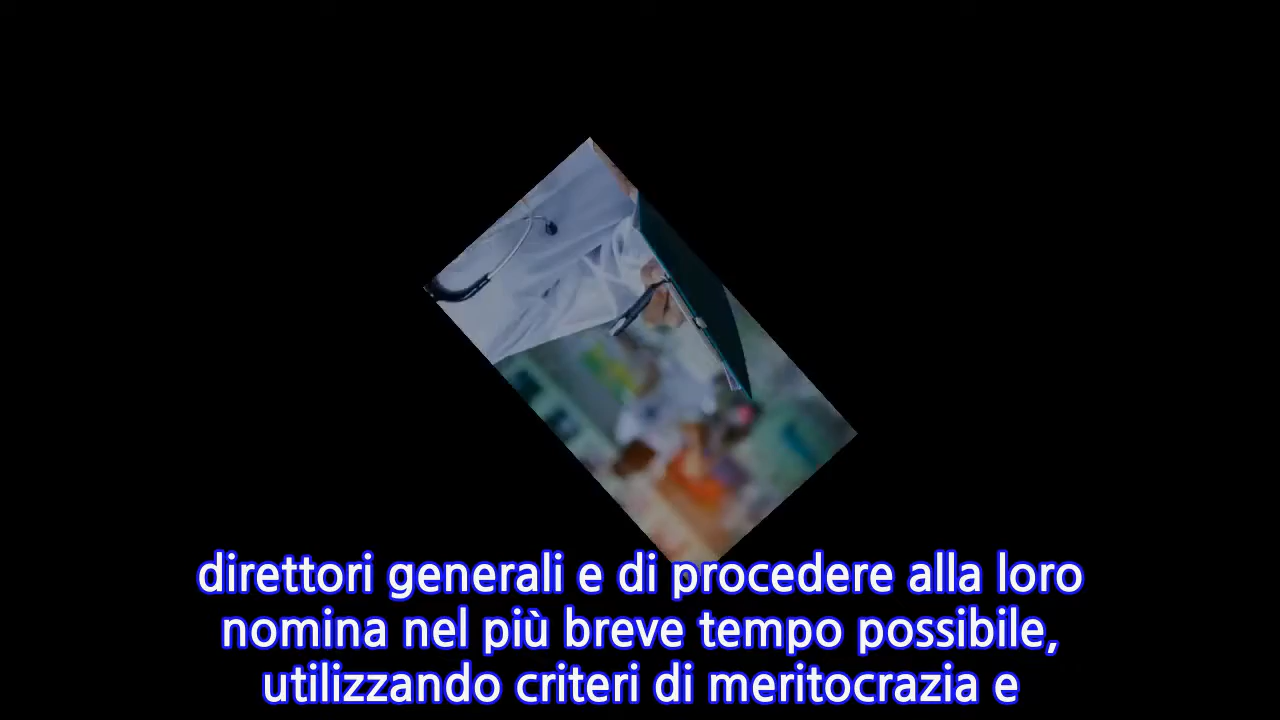 direttori generali e di procedere alla loro
nomina nel più breve tempo possibile,
utilizzando criteri di meritocrazia e